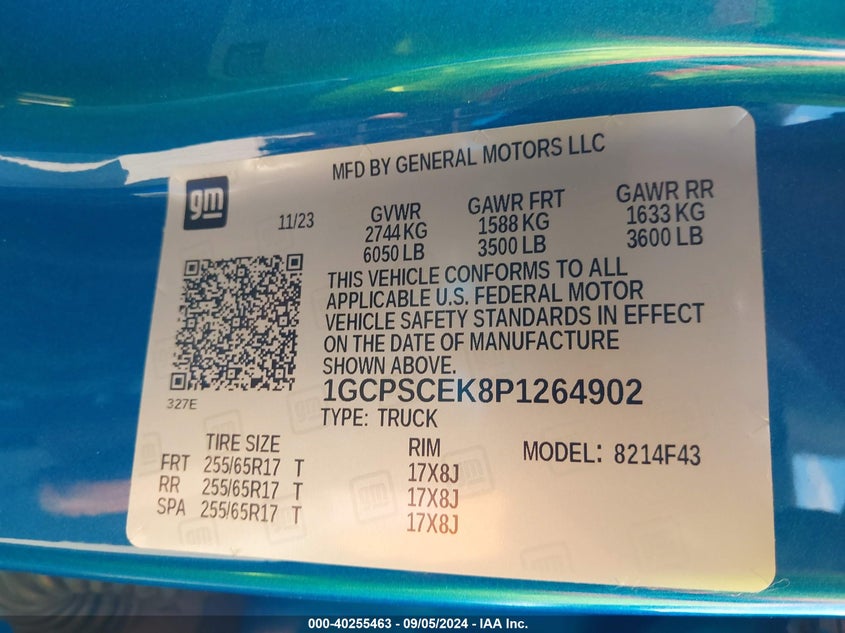 MFD BY GENERAL MOTORS LLC
gm
11/23
GVWR
2744 KG
6050 LB
GAWR FRT
1588 KG
3500 LB
GAWR RR
1633 KG
3600 LB
THIS VEHICLE CONFORMS TO ALL
APPLICABLE U.S. FEDERAL MOTOR
VEHICLE SAFETY STANDARDS IN EFFECT
ON THE DATE OF MANUFACTURE
SHOWN ABOVE.
327E
1GCPSCEK8P1264902
TYPE: TRUCK
TIRE SIZE RIM MODEL: 8214F43
FRT 255/65R17 T 17X8J
RR 255/65R17 T 17X8J
SPA 255/65R17 T 17X8J
000-40255463 - 09/05/2024 - IAA Inc.